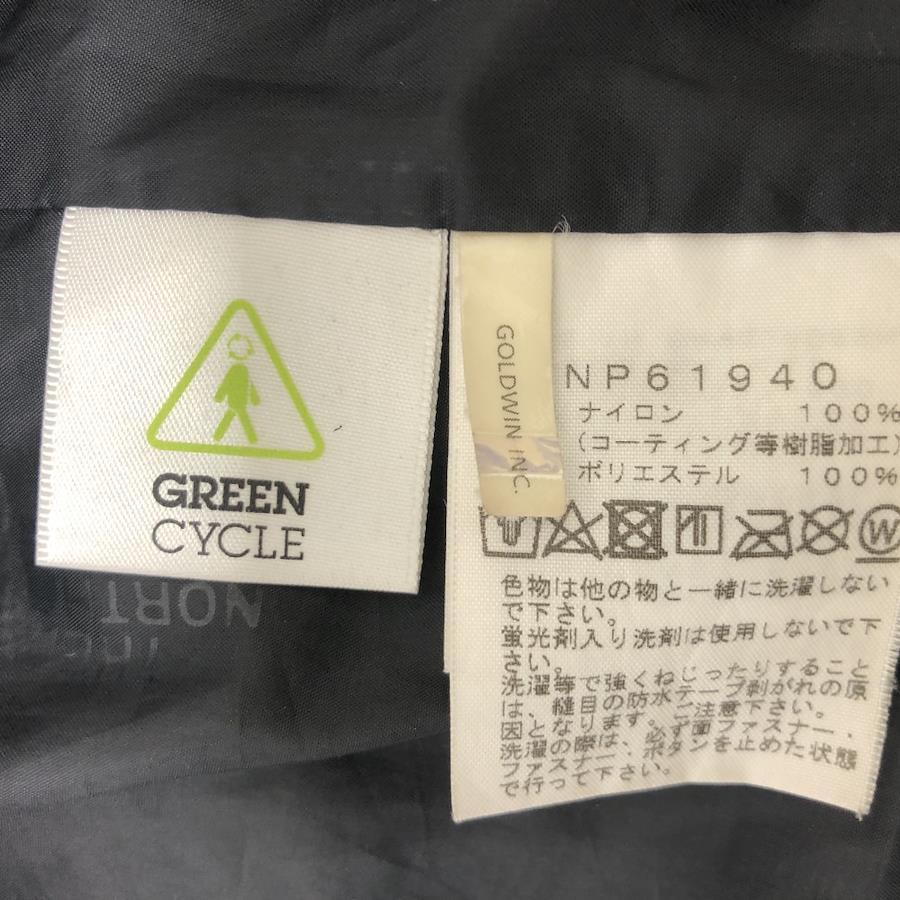 GREEN
CYCLE
NORT
GOLDWIN INC.
NP61940
ナイロン 100%
(コーティング等樹脂加工)
ポリエステル 100%
W
色物は他の物と一緒に洗濯しない
で下さい。
蛍光剤入り洗剤は使用しないで下
さい。
洗濯等で強くねじったりすること
は、縫目の防水テープ剥がれの原
因となります。ご注意下さい。
洗濯の際は、必ず面ファスナー、
ファスナー、ボタンを止めた状態
で行って下さい。